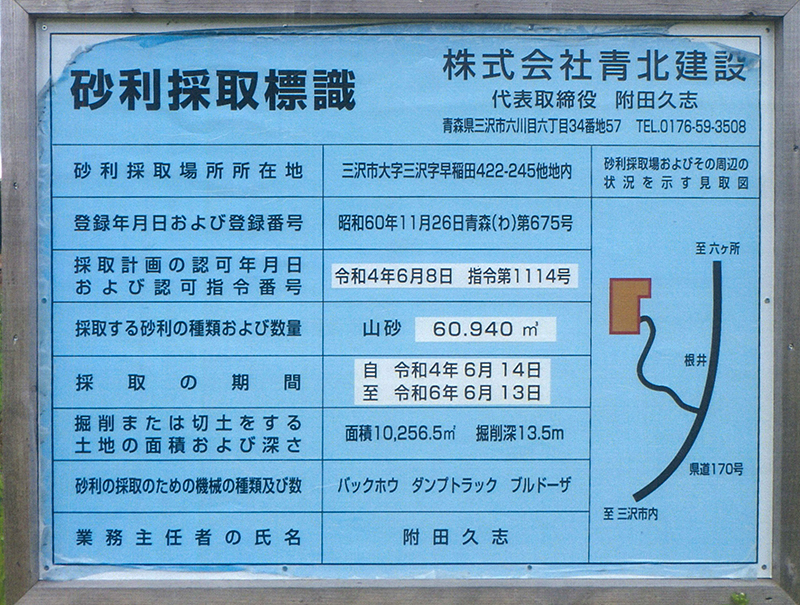 砂利採取標識
株式会社青北建設
代表取締役 附田久志
青森県三沢市六川目六丁目34番地57 TEL.0176-59-3508
砂利採取場所所在地
三沢市大字三沢字早稲田422-245他地内
登録年月日および登録番号
昭和60年11月26日青森(わ)第675号
採取計画の認可年月日
および認可指令番号
令和4年6月8日 指令第1114号
採取する砂利の種類および数量
山砂 60.940 ㎥
採取の期間
自 令和4年6月14日
至 令和6年6月13日
掘削または切土をする
土地の面積および深さ
面積10,256.5㎡ 掘削深13.5m
砂利の採取のための機械の種類及び数
バックホウ ダンプトラック ブルドーザ
業務主任者の氏名
附田久志
砂利採取場およびその周辺の
状況を示す見取図
至 六ヶ所
根井
県道170号
至 三沢市内